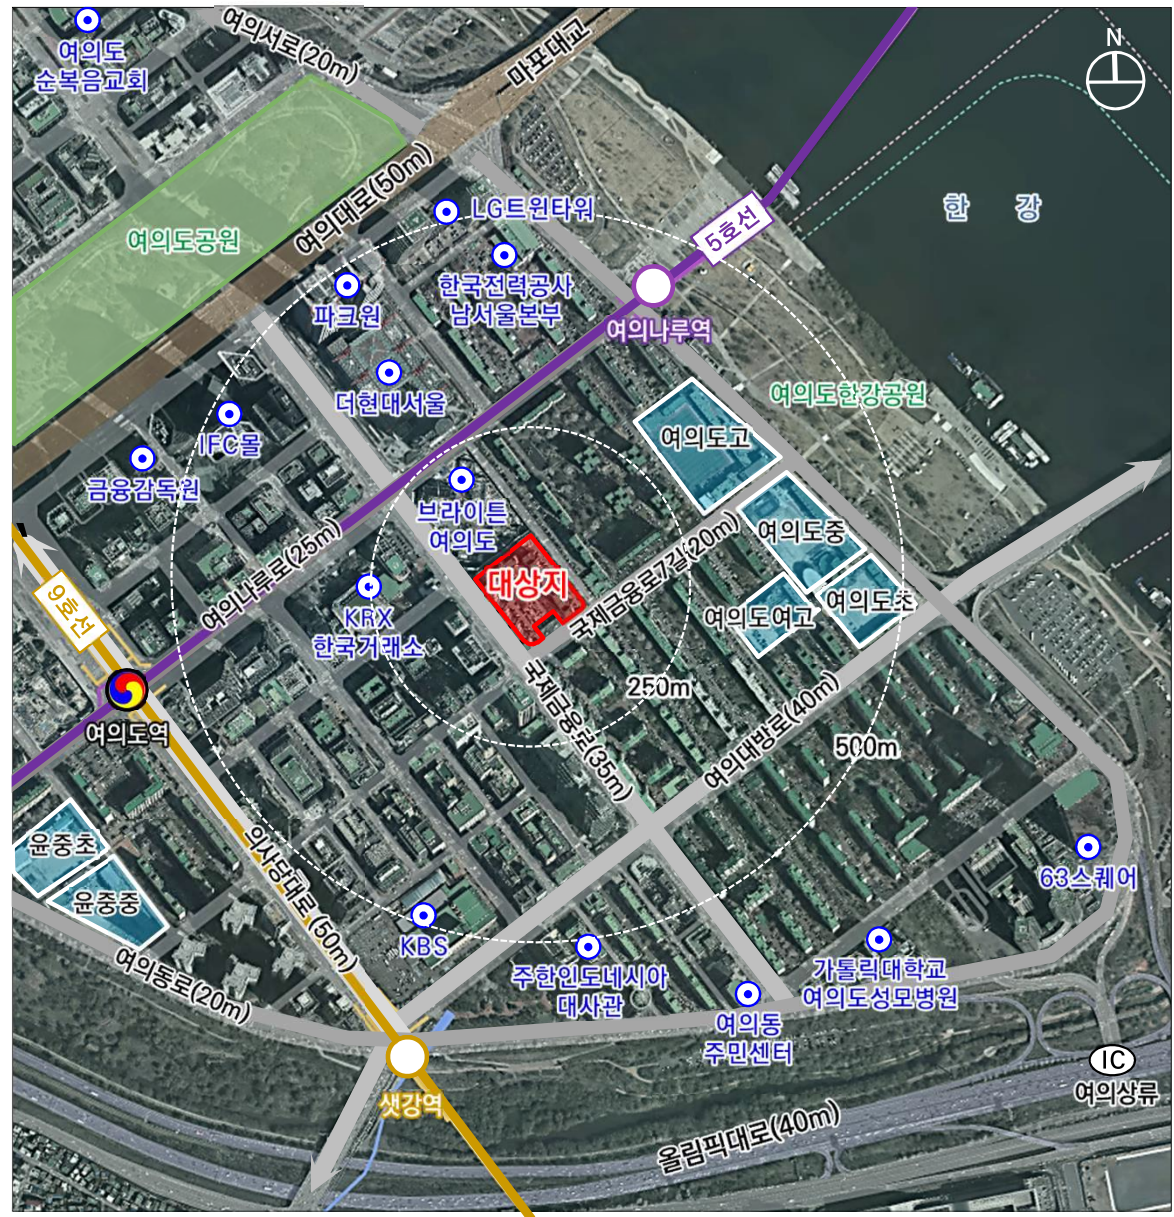 여의도
순복음교회
여의서로(20m)
마포대교
N
여의대로(50m)
LG트윈타워
한 강
5호선
여의도공원
한국전력공사
남서울본부
파크원
여의나루역
더현대서울
여의도한강공원
IFC몰
여의도고
금융감독원
브라이튼
여의도
여의도중
국제금융로7길(20m)
대상지
여의나루로(25m)
9호선
KRX
한국거래소
여의도여고
여의도초
250m
국제금융로(35m)
여의도역
여의대방로(40m)
500m
윤중초
윤중중
의사당대로(50m)
63스퀘어
KBS
여의동로(20m)
주한인도네시아
대사관
가톨릭대학교
여의도성모병원
여의동
주민센터
IC
여의상류
샛강역
올림픽대로(40m)